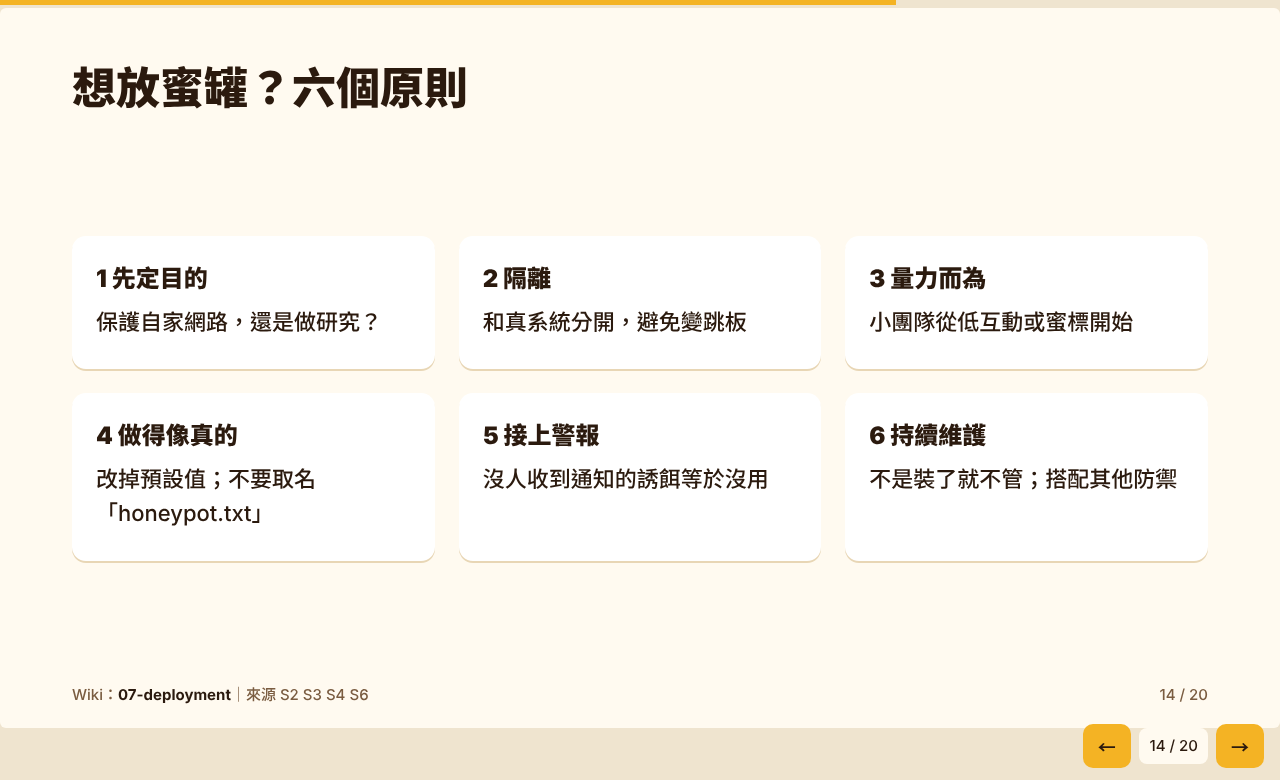 想放蜜罐？六個原則
1 先定目的
保護自家網路，還是做研究？
2 隔離
和真系統分開，避免變跳板
3 量力而為
小團隊從低互動或蜜標開始
4 做得像真的
改掉預設值；不要取名
「honeypot.txt」
5 接上警報
沒人收到通知的誘餌等於沒用
6 持續維護
不是裝了就不管；搭配其他防禦
Wiki：07-deployment｜來源 S2 S3 S4 S6
14 / 20
← 14 / 20 →